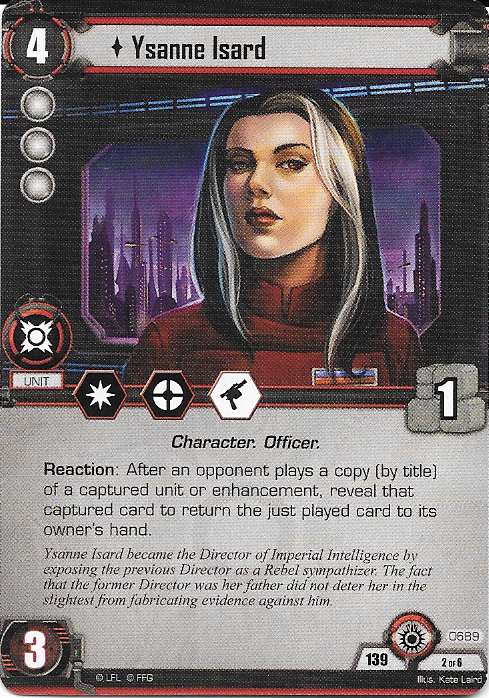 4
Ysanne Isard
UNIT
1
Character. Officer.
Reaction: After an opponent plays a copy (by title)
of a captured unit or enhancement, reveal that
captured card to return the just played card to its
owner's hand.
Ysanne Isard became the Director of Imperial Intelligence by
exposing the previous Director as a Rebel sympathizer. The fact
that the former Director was her father did not deter her in the
slightest from fabricating evidence against him.
3
© LFL © FFG
139
0689
2 OF 6
Illus. Kate Laird